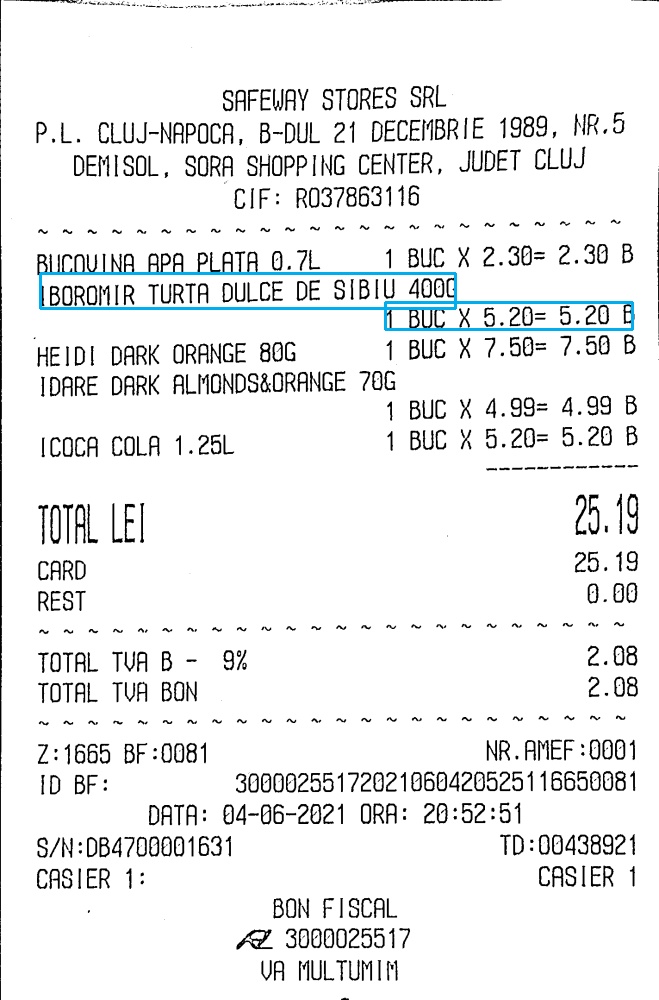 SAFEWAY STORES SRL
P.L. CLUJ-NAPOCA, B-DUL 21 DECEMBRIE 1989, NR.5
DEMISOL, SORA SHOPPING CENTER, JUDET CLUJ
CIF: RO37863116
~ ~ ~ ~ ~ ~ ~ ~ ~ ~ ~ ~ ~ ~ ~ ~ ~ ~ ~ ~ ~ ~ ~ ~
BUCOVINA APA PLATA 0.7L 1 BUC X 2.30= 2.30 B
IBOROMIR TURTA DULCE DE SIBIU 400G
1 BUC X 5.20= 5.20 B
HEIDI DARK ORANGE 80G 1 BUC X 7.50= 7.50 B
IDARE DARK ALMONDS&ORANGE 70G
1 BUC X 4.99= 4.99 B
ICOCA COLA 1.25L 1 BUC X 5.20= 5.20 B
------------
TOTAL LEI 25.19
CARD 25.19
REST 0.00
~ ~ ~ ~ ~ ~ ~ ~ ~ ~ ~ ~ ~ ~ ~ ~ ~ ~ ~ ~ ~ ~ ~ ~
TOTAL TVA B - 9% 2.08
TOTAL TVA BON 2.08
~ ~ ~ ~ ~ ~ ~ ~ ~ ~ ~ ~ ~ ~ ~ ~ ~ ~ ~ ~ ~ ~ ~ ~
Z:1665 BF:0081 NR.AMEF:0001
ID BF: 30000255172021060420525116650081
DATA: 04-06-2021 ORA: 20:52:51
S/N:DB4700001631 TD:00438921
CASIER 1: CASIER 1
BON FISCAL
3000025517
VA MULTUMIM